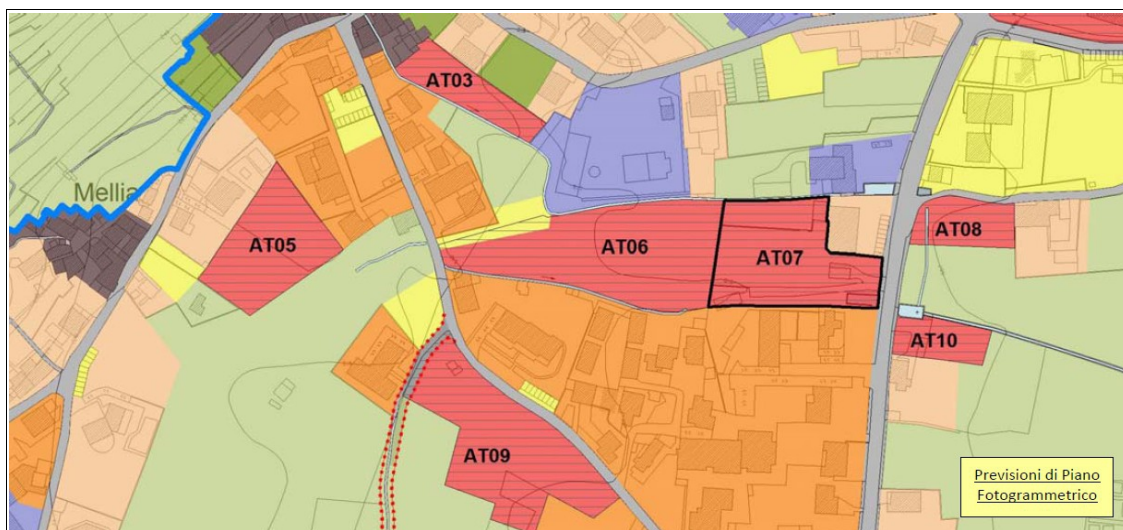 AT03
Mellia
AT05
AT06
AT07
AT08
AT10
AT09
Previsioni di Piano
Fotogrammetrico